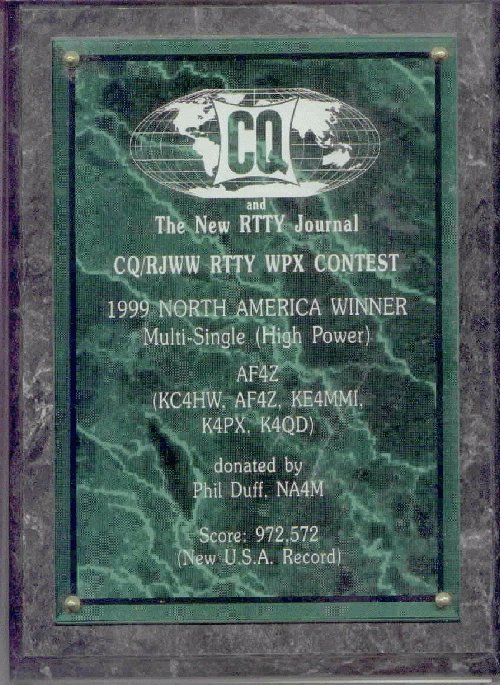 CQ
and
The New RTTY Journal
CQ/RJWW RTTY WPX CONTEST
1999 NORTH AMERICA WINNER
Multi-Single (High Power)
AF4Z
(KC4HW, AF4Z, KE4MMI,
K4PX, K4QD)
donated by
Phil Duff, NA4M
Score: 972,572
(New U.S.A. Record)